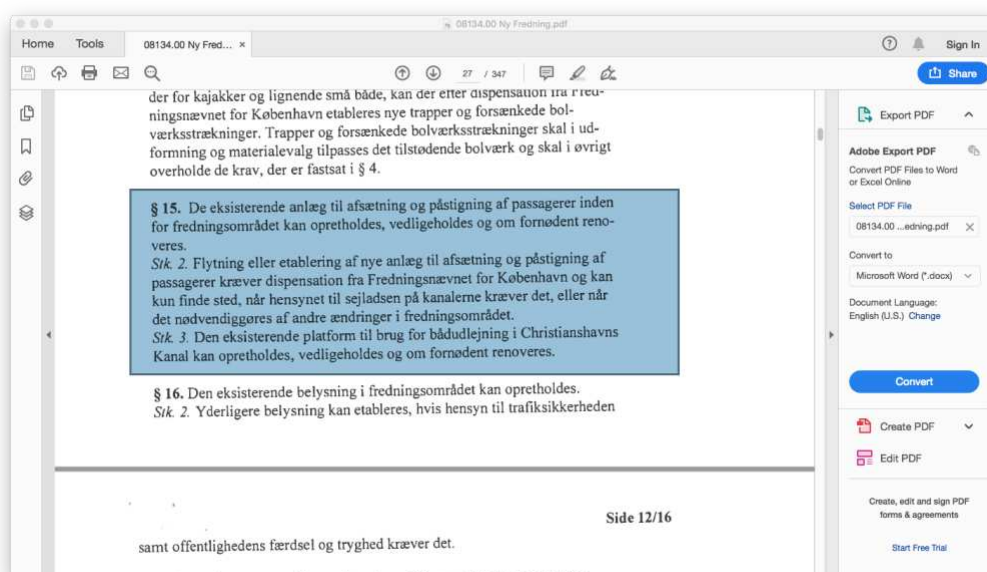 08134.00 Ny Fredning.pdf
Home Tools 08134.00 Ny Fred... × Sign In
27 / 347 Share
der for kajakker og lignende små både, kan der efter dispensation fra Fred-
ningsnævnet for København etableres nye trapper og forsænkede bol-
værksstrækninger. Trapper og forsænkede bolværksstrækninger skal i ud-
formning og materialevalg tilpasses det tilstødende bolværk og skal i øvrigt
overholde de krav, der er fastsat i § 4.
§ 15. De eksisterende anlæg til afsætning og påstigning af passagerer inden
for fredningsområdet kan opretholdes, vedligeholdes og om fornødent reno-
veres.
Stk. 2. Flytning eller etablering af nye anlæg til afsætning og påstigning af
passagerer kræver dispensation fra Fredningsnævnet for København og kan
kun finde sted, når hensynet til sejladsen på kanalerne kræver det, eller når
det nødvendiggøres af andre ændringer i fredningsområdet.
Stk. 3. Den eksisterende platform til brug for bådudlejning i Christianshavns
Kanal kan opretholdes, vedligeholdes og om fornødent renoveres.
§ 16. Den eksisterende belysning i fredningsområdet kan opretholdes.
Stk. 2. Yderligere belysning kan etableres, hvis hensyn til trafiksikkerheden
Side 12/16
samt offentlighedens færdsel og tryghed kræver det.
Export PDF
Adobe Export PDF
Convert PDF Files to Word
or Excel Online
Select PDF File
08134.00 ...edning.pdf
Convert to
Microsoft Word (*.docx)
Document Language:
English (U.S.) Change
Convert
Create PDF
Edit PDF
Create, edit and sign PDF
forms & agreements
Start Free Trial